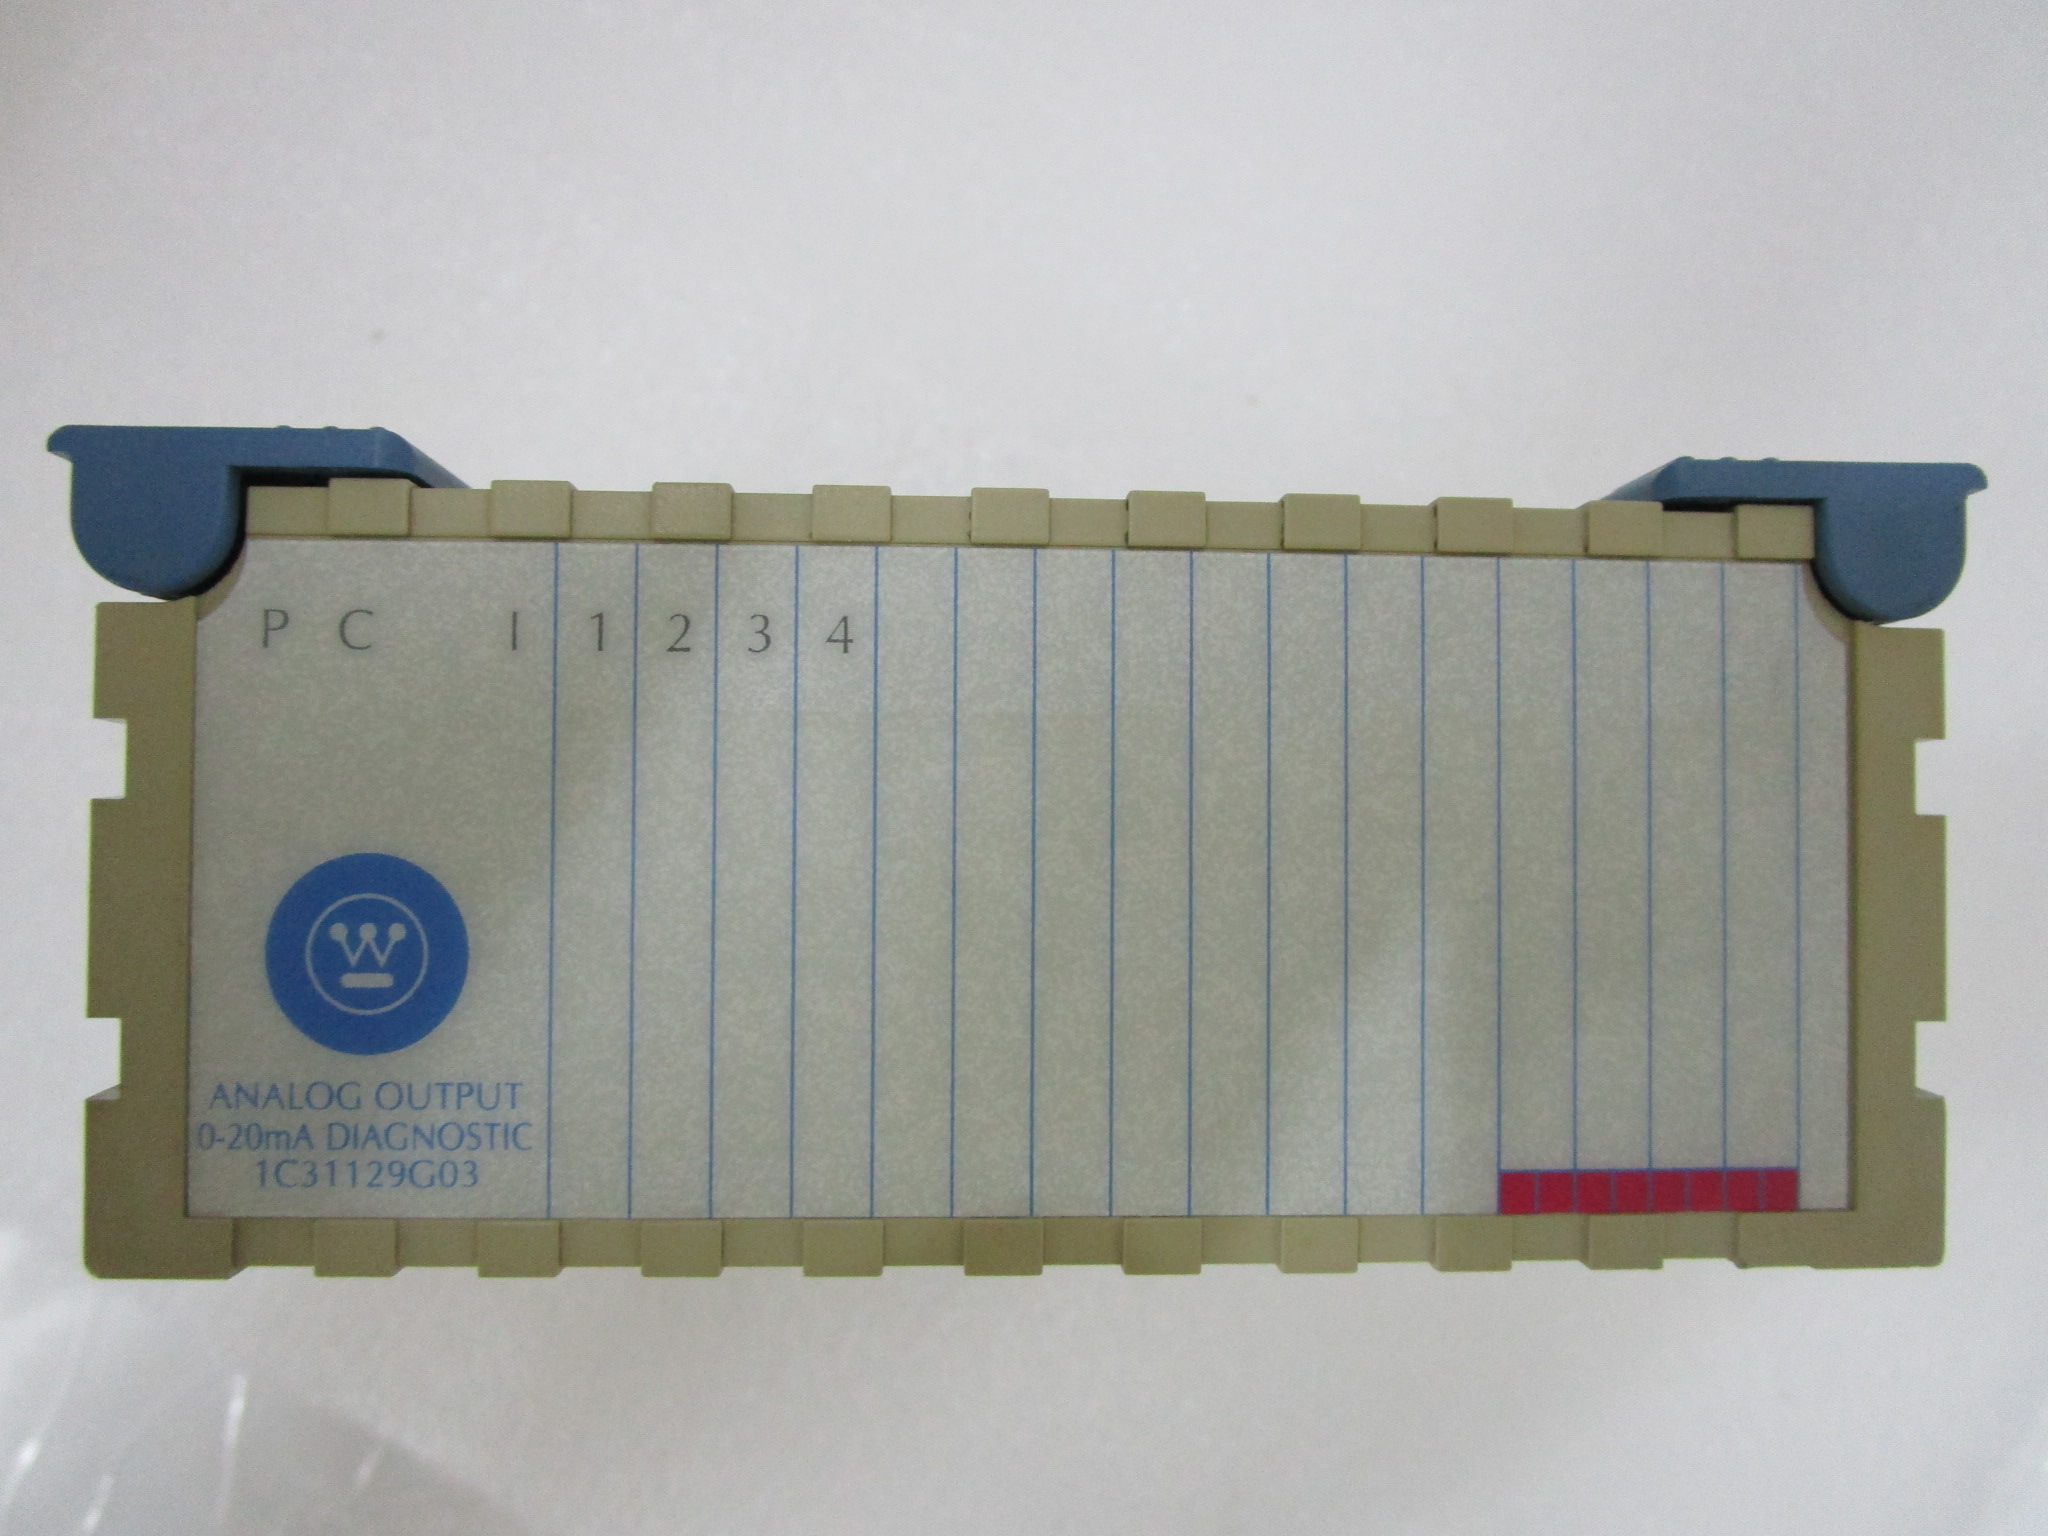 P C I 1 2 3 4
W
ANALOG OUTPUT
0-20mA DIAGNOSTIC
1C31129G03